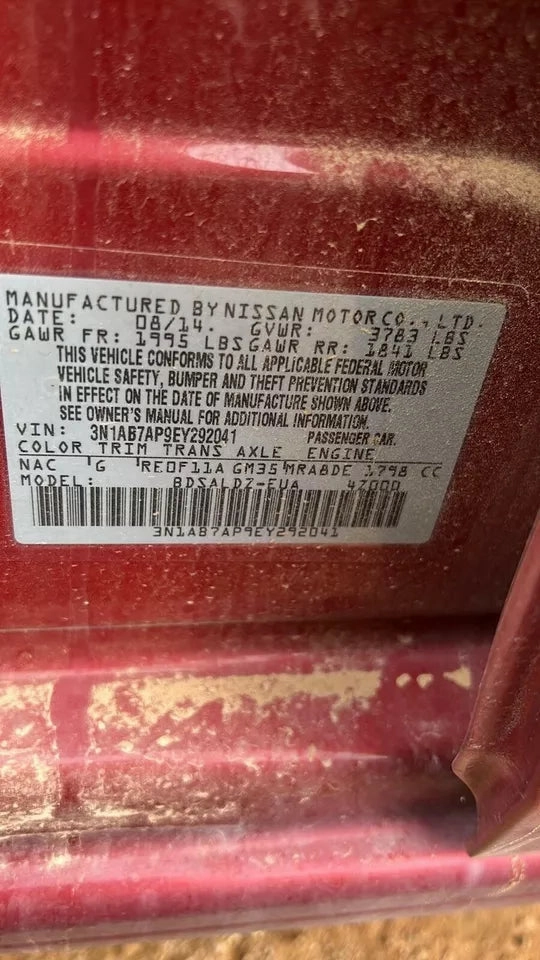 MANUFACTURED BY NISSAN MOTOR CO., LTD.
DATE: 08/14. GVWR: 3783 LBS
GAWR FR: 1995 LBS GAWR RR: 1841 LBS
THIS VEHICLE CONFORMS TO ALL APPLICABLE FEDERAL MOTOR
VEHICLE SAFETY, BUMPER AND THEFT PREVENTION STANDARDS
IN EFFECT ON THE DATE OF MANUFACTURE SHOWN ABOVE.
SEE OWNER'S MANUAL FOR ADDITIONAL INFORMATION.
VIN: 3N1AB7AP9EY292041 PASSENGER CAR.
COLOR TRIM TRANS AXLE ENGINE
NAC G RE0F11A GM35 MRA8DE 1798 CC
MODEL: BDSALDZ-EUA 47000
3N1AB7AP9EY292041